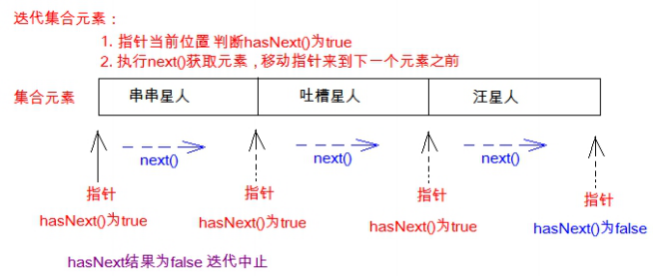 迭代集合元素：
1. 指针当前位置 判断hasNext()为true
2. 执行next()获取元素，移动指针来到下一个元素之前
集合元素 串串星人 吐槽星人 汪星人
next() next() next()
指针 指针 指针 指针
hasNext()为true hasNext()为true hasNext()为true hasNext()为false
hasNext结果为false 迭代中止